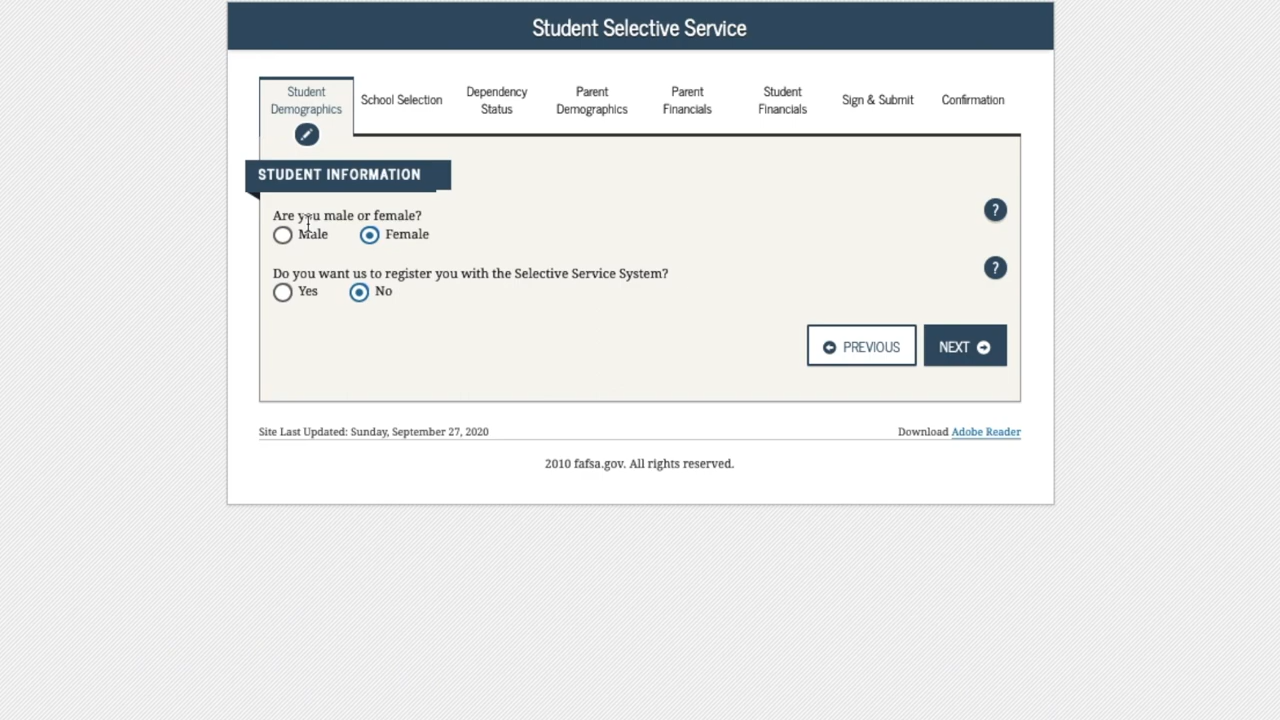 Student Selective Service
Student
Demographics
School Selection
Dependency
Status
Parent
Demographics
Parent
Financials
Student
Financials
Sign & Submit
Confirmation
STUDENT INFORMATION
Are you male or female?
?
Male
Female
Do you want us to register you with the Selective Service System?
?
Yes
No
PREVIOUS
NEXT
Site Last Updated: Sunday, September 27, 2020
Download Adobe Reader
2010 fafsa.gov. All rights reserved.